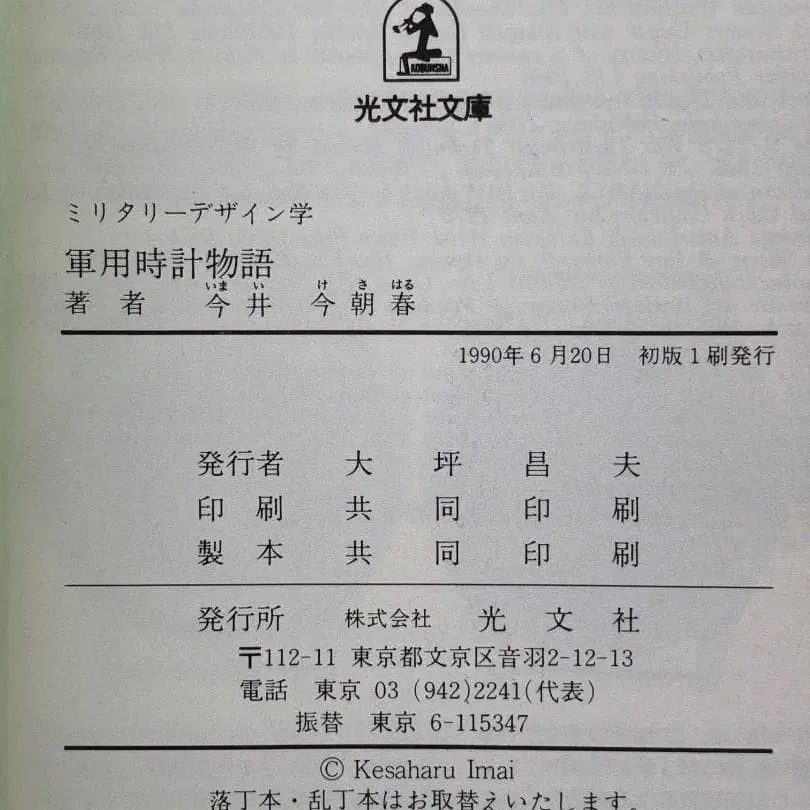 KOBUNSHA
光文社文庫
ミリタリーデザイン学
軍用時計物語
著者 今井 今朝春
いま い け さ はる
1990年6月20日 初版1刷発行
発行者 大坪昌夫
印刷 共同印刷
製本 共同印刷
発行所 株式会社 光文社
〒112-11 東京都文京区音羽2-12-13
電話 東京 03 (942)2241(代表)
振替 東京 6-115347
© Kesaharu Imai
落丁本・乱丁本はお取替えいたします。